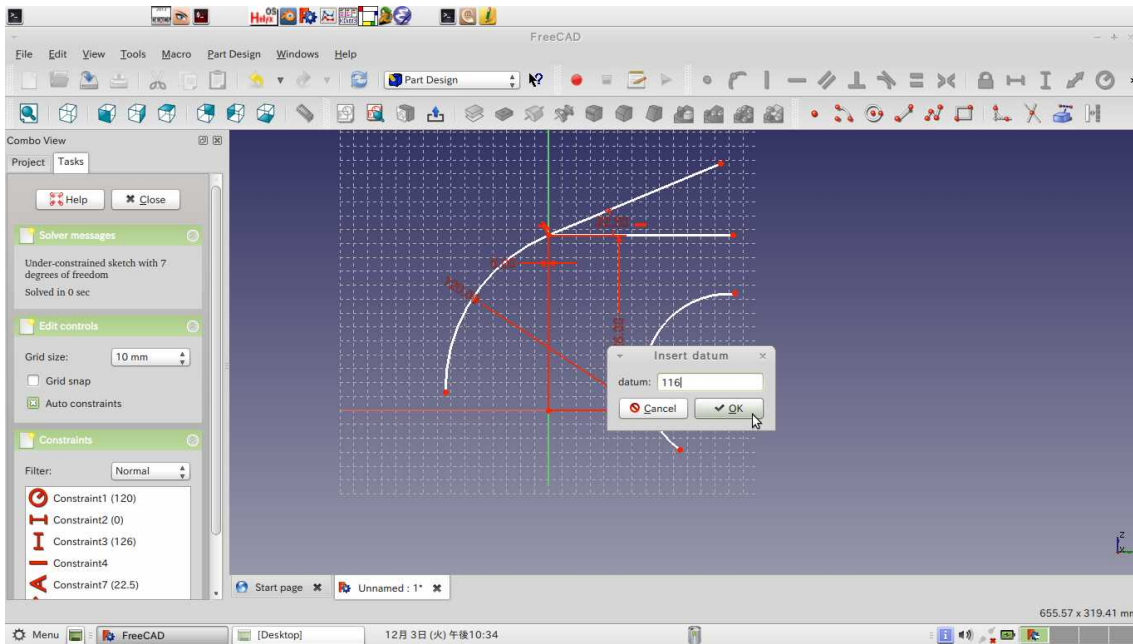 FreeCAD
File Edit View Tools Macro Part Design Windows Help
Part Design
Combo View
Project Tasks
Help Close
Solver messages
Under-constrained sketch with 7
degrees of freedom
Solved in 0 sec
Edit controls
Grid size: 10 mm
Grid snap
Auto constraints
Constraints
Filter: Normal
Constraint1 (120)
Constraint2 (0)
Constraint3 (126)
Constraint4
Constraint7 (22.5)
Insert datum
datum: 116
Cancel OK
Z
X
Start page Unnamed : 1*
655.57 x 319.41 mm
Menu FreeCAD [Desktop] 12月 3日 (火) 午後10:34